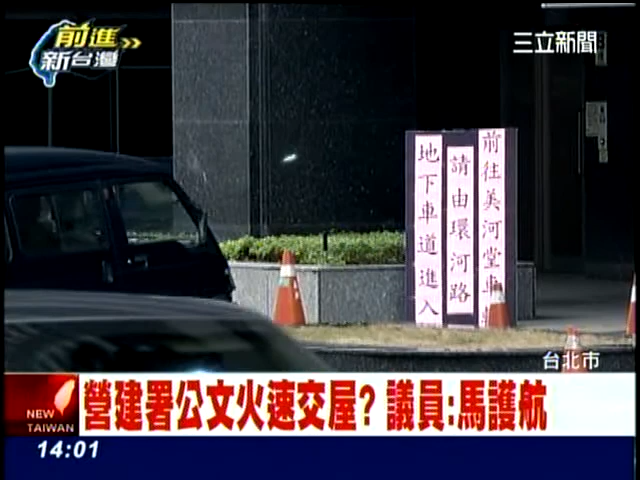 前進
新台灣
三立新聞
前往美河堂車輛
請由環河路
地下車道進入
台北市
營建署公文火速交屋? 議員:馬護航
NEW
TAIWAN
14:01